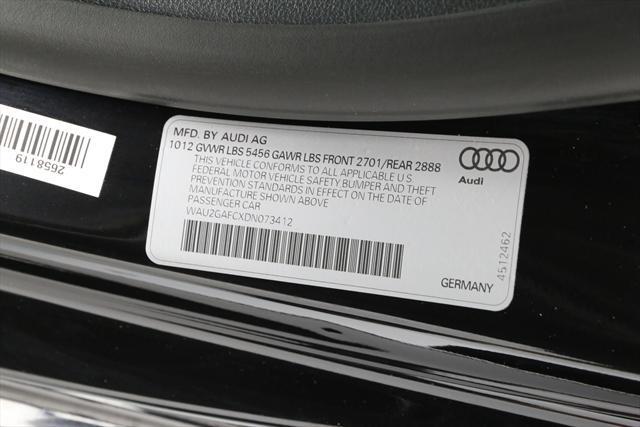 2658119
MFD. BY AUDI AG
1012 GVWR LBS 5456 GAWR LBS FRONT 2701/REAR 2888
THIS VEHICLE CONFORMS TO ALL APPLICABLE U.S
FEDERAL MOTOR VEHICLE SAFETY BUMPER AND THEFT
PREVENTION STANDARDS IN EFFECT ON THE DATE OF
MANUFACTURE SHOWN ABOVE
PASSENGER CAR
WAU2GAFCXDN073412
Audi
4512462
GERMANY